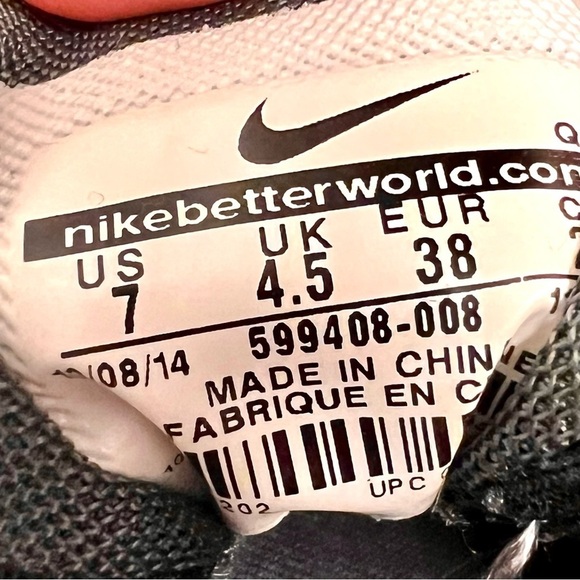 nikebetterworld.com
US UK EUR
7 4.5 38
599408-008
/08/14
MADE IN CHIN
FABRIQUE EN C
202
UPC